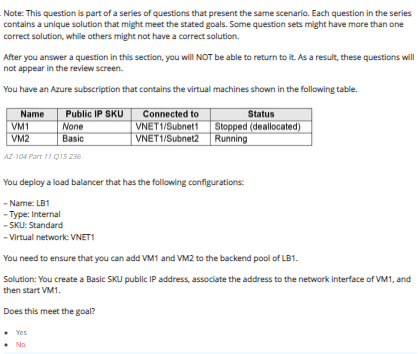 Note: This question is part of a series of questions that present the same scenario. Each question in the series
contains a unique solution that might meet the stated goals. Some question sets might have more than one
correct solution, while others might not have a correct solution.
After you answer a question in this section, you will NOT be able to return to it. As a result, these questions will
not appear in the review screen.
You have an Azure subscription that contains the virtual machines shown in the following table.
Name Public IP SKU Connected to Status
VM1 None VNET1/Subnet1 Stopped (deallocated)
VM2 Basic VNET1/Subnet2 Running
AZ-104 Part 11 Q15 236
You deploy a load balancer that has the following configurations:
– Name: LB1
– Type: Internal
– SKU: Standard
– Virtual network: VNET1
You need to ensure that you can add VM1 and VM2 to the backend pool of LB1.
Solution: You create a Basic SKU public IP address, associate the address to the network interface of VM1, and
then start VM1.
Does this meet the goal?
• Yes
• No